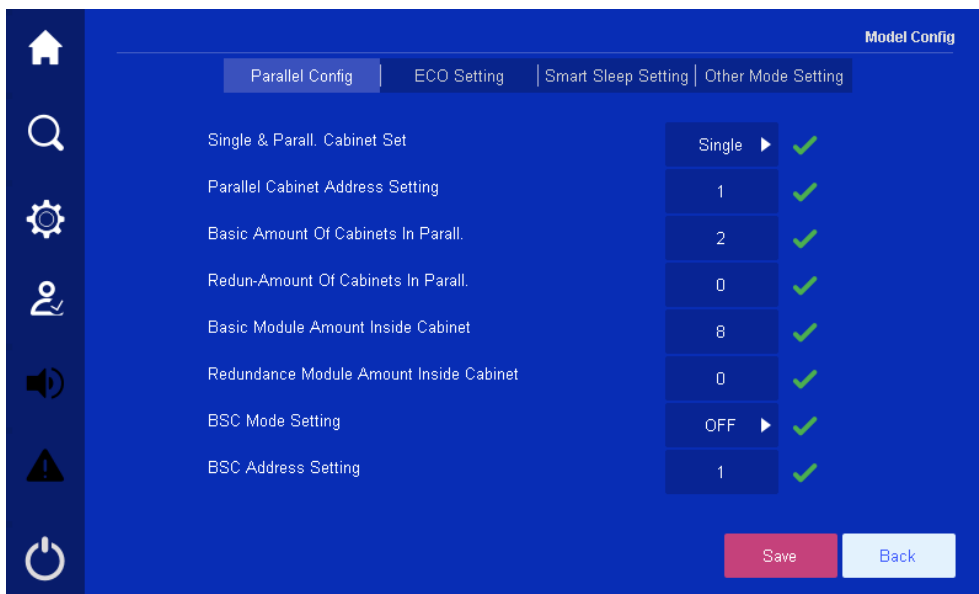 Model Config
Parallel Config ECO Setting Smart Sleep Setting Other Mode Setting
Single & Parall. Cabinet Set Single
Parallel Cabinet Address Setting 1
Basic Amount Of Cabinets In Parall. 2
Redun-Amount Of Cabinets In Parall. 0
Basic Module Amount Inside Cabinet 8
Redundance Module Amount Inside Cabinet 0
BSC Mode Setting OFF
BSC Address Setting 1
Save Back